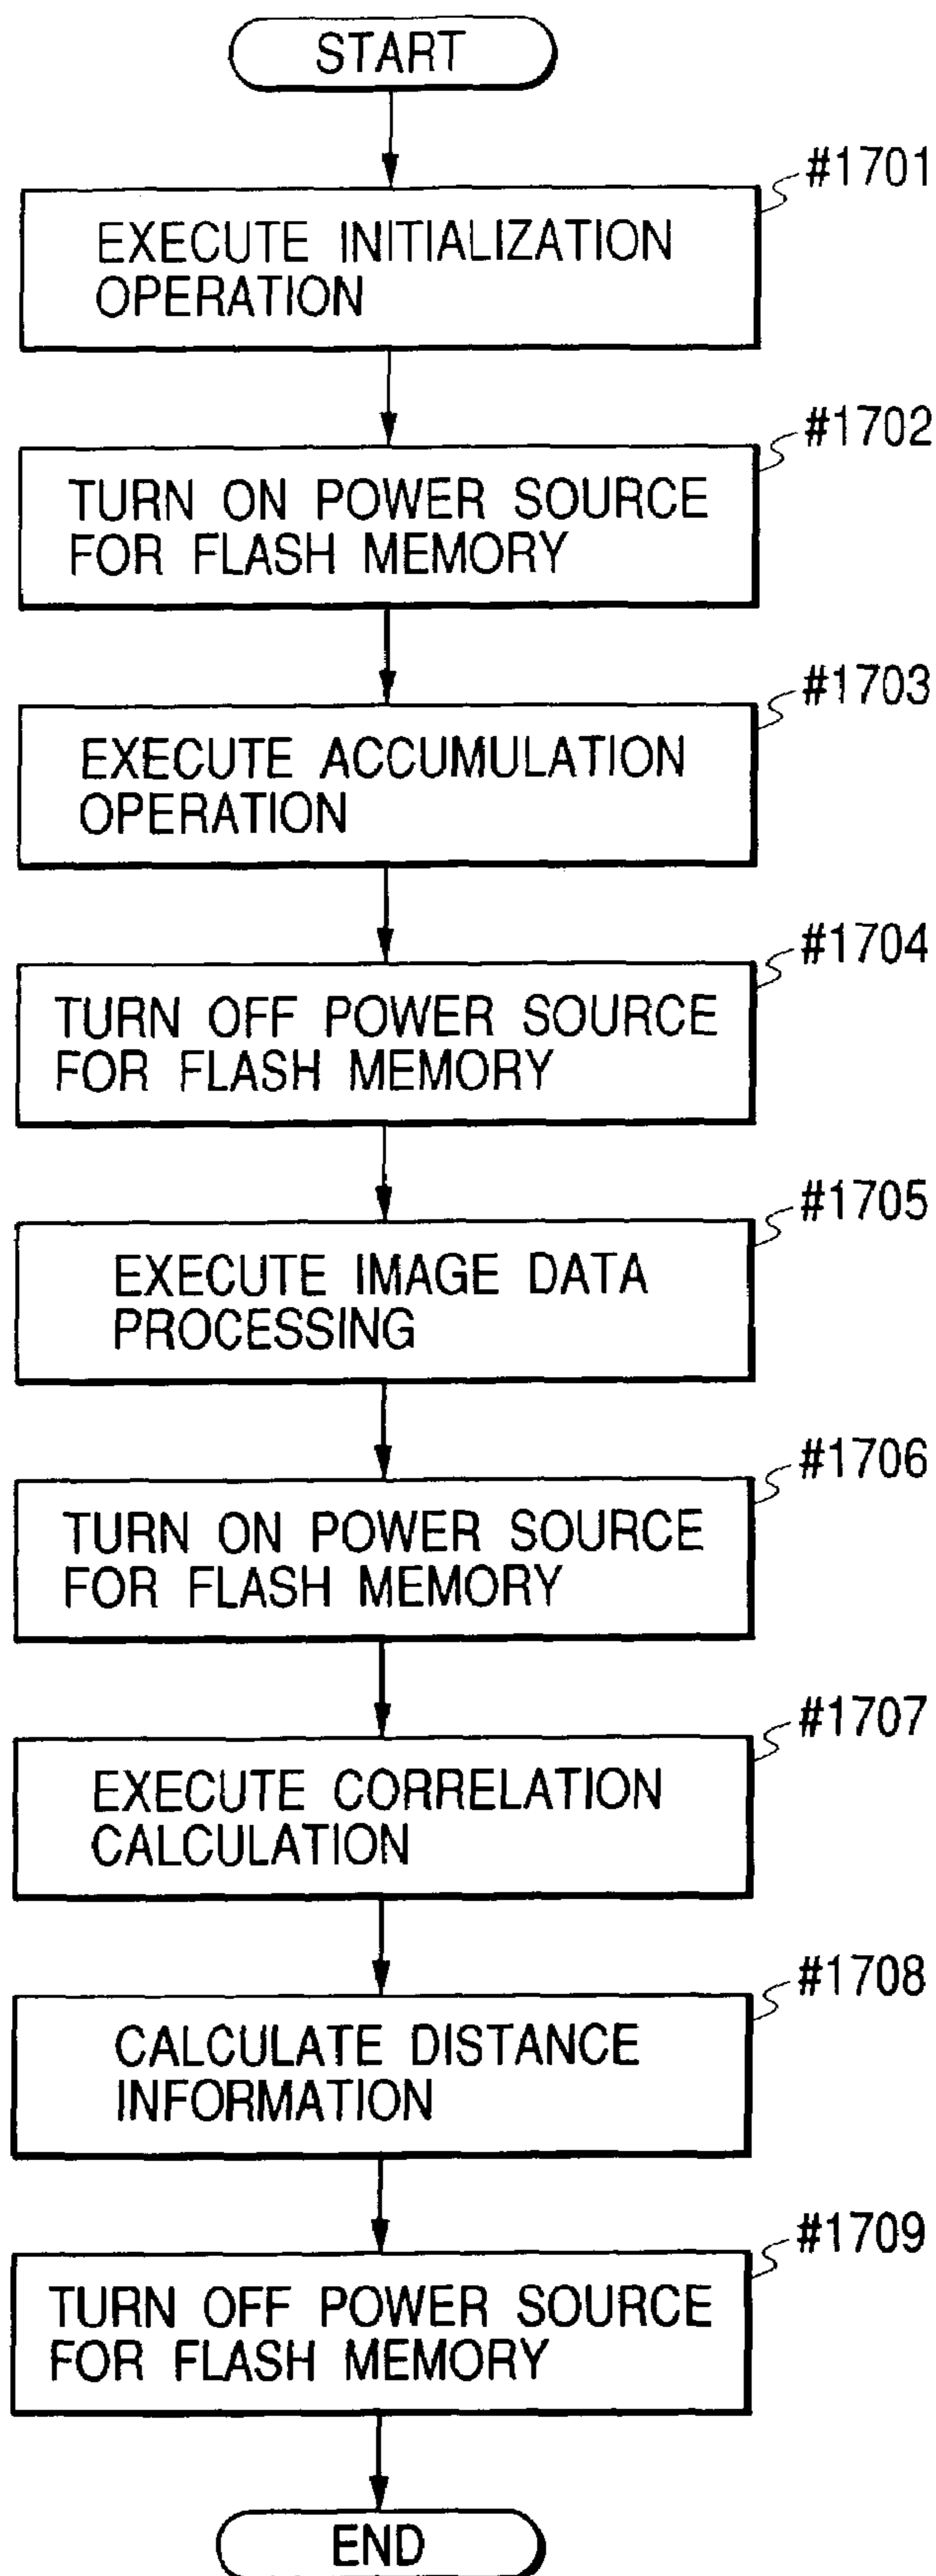 START
#1701
EXECUTE INITIALIZATION
OPERATION
#1702
TURN ON POWER SOURCE
FOR FLASH MEMORY
#1703
EXECUTE ACCUMULATION
OPERATION
#1704
TURN OFF POWER SOURCE
FOR FLASH MEMORY
#1705
EXECUTE IMAGE DATA
PROCESSING
#1706
TURN ON POWER SOURCE
FOR FLASH MEMORY
#1707
EXECUTE CORRELATION
CALCULATION
#1708
CALCULATE DISTANCE
INFORMATION
#1709
TURN OFF POWER SOURCE
FOR FLASH MEMORY
END